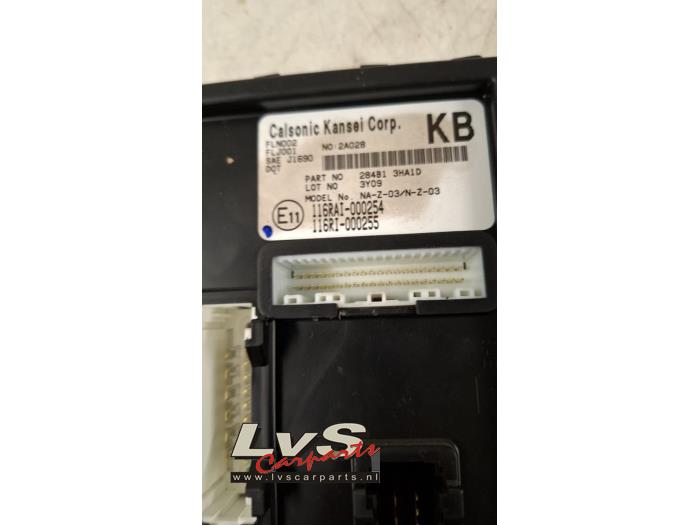 Calsonic Kansei Corp.
KB
FLN002
FLJ001
NO:2A028
SAE J1690
DOT
PART NO 284B1 3HA1D
LOT NO 3Y09
MODEL No. NA-Z-03/N-Z-03
E11
116RAI-000254
116RI-000255
LvS
Carparts
www.lvscarparts.nl